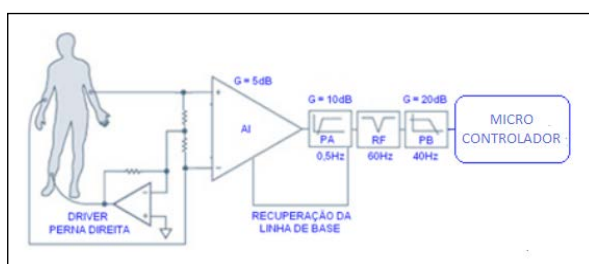 G = 5dB
AI
G = 10dB
PA
0,5Hz
RF
60Hz
G = 20dB
PB
40Hz
MICRO
CONTROLADOR
DRIVER
PERNA DIREITA
RECUPERAÇÃO DA
LINHA DE BASE